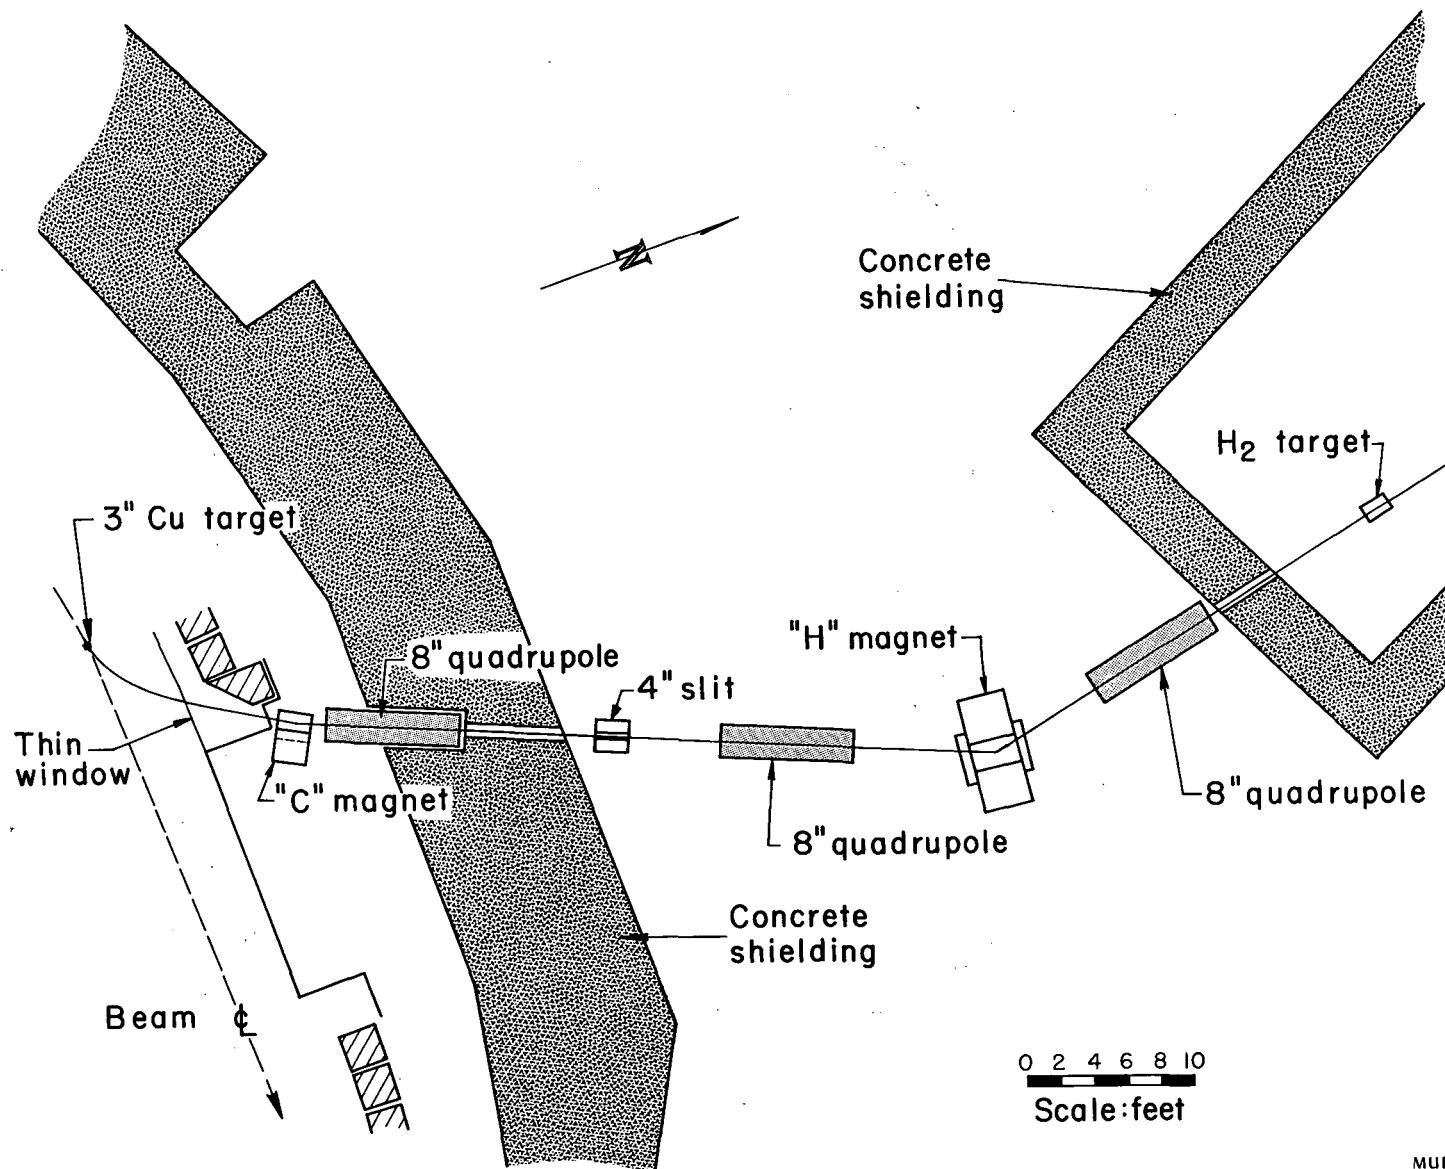 N
Concrete
shielding
H2 target
3" Cu target
8" quadrupole
"H" magnet
4" slit
Thin
window
"C" magnet
8" quadrupole
8" quadrupole
Concrete
shielding
Beam ℄
0 2 4 6 8 10
Scale: feet